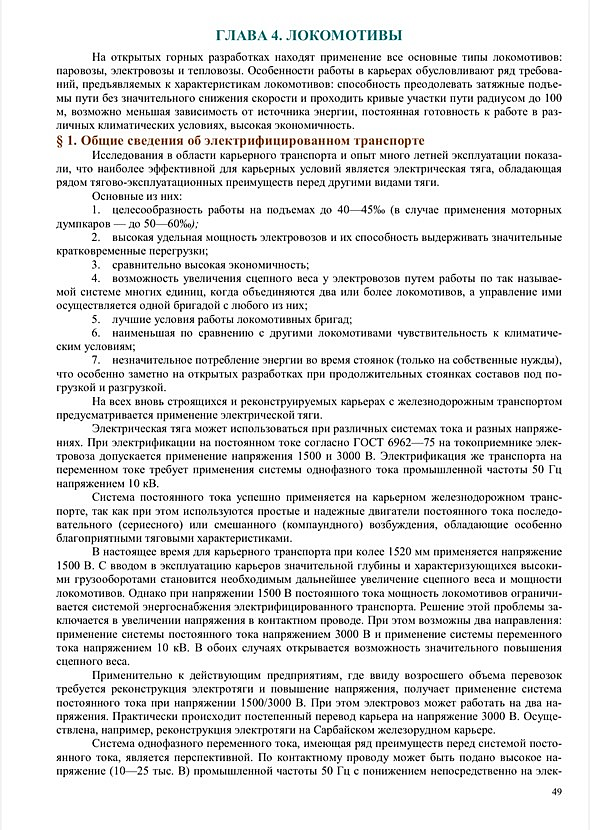 ГЛАВА 4. ЛОКОМОТИВЫ
На открытых горных разработках находят применение все основные типы локомотивов:
паровозы, электровозы и тепловозы. Особенности работы в карьерах обусловливают ряд требова-
ний, предъявляемых к характеристикам локомотивов: способность преодолевать затяжные подъе-
мы пути без значительного снижения скорости и проходить кривые участки пути радиусом до 100
м, возможно меньшая зависимость от источника энергии, постоянная готовность к работе в раз-
личных климатических условиях, высокая экономичность.
§ 1. Общие сведения об электрифицированном транспорте
Исследования в области карьерного транспорта и опыт много летней эксплуатации показа-
ли, что наиболее эффективной для карьерных условий является электрическая тяга, обладающая
рядом тягово-эксплуатационных преимуществ перед другими видами тяги.
Основные из них:
1. целесообразность работы на подъемах до 40—45‰ (в случае применения моторных
думпкаров — до 50—60‰);
2. высокая удельная мощность электровозов и их способность выдерживать значительные
кратковременные перегрузки;
3. сравнительно высокая экономичность;
4. возможность увеличения сцепного веса у электровозов путем работы по так называе-
мой системе многих единиц, когда объединяются два или более локомотивов, а управление ими
осуществляется одной бригадой с любого из них;
5. лучшие условия работы локомотивных бригад;
6. наименьшая по сравнению с другими локомотивами чувствительность к климатиче-
ским условиям;
7. незначительное потребление энергии во время стоянок (только на собственные нужды),
что особенно заметно на открытых разработках при продолжительных стоянках составов под по-
грузкой и разгрузкой.
На всех вновь строящихся и реконструируемых карьерах с железнодорожным транспортом
предусматривается применение электрической тяги.
Электрическая тяга может использоваться при различных системах тока и разных напряже-
ниях. При электрификации на постоянном токе согласно ГОСТ 6962—75 на токоприемнике элек-
тровоза допускается применение напряжения 1500 и 3000 В. Электрификация же транспорта на
переменном токе требует применения системы однофазного тока промышленной частоты 50 Гц
напряжением 10 кВ.
Система постоянного тока успешно применяется на карьерном железнодорожном транс-
порте, так как при этом используются простые и надежные двигатели постоянного тока последо-
вательного (сериесного) или смешанного (компаундного) возбуждения, обладающие особенно
благоприятными тяговыми характеристиками.
В настоящее время для карьерного транспорта при колее 1520 мм применяется напряжение
1500 В. С вводом в эксплуатацию карьеров значительной глубины и характеризующихся высоки-
ми грузооборотами становится необходимым дальнейшее увеличение сцепного веса и мощности
локомотивов. Однако при напряжении 1500 В постоянного тока мощность локомотивов ограничи-
вается системой энергоснабжения электрифицированного транспорта. Решение этой проблемы за-
ключается в увеличении напряжения в контактном проводе. При этом возможны два направления:
применение системы постоянного тока напряжением 3000 В и применение системы переменного
тока напряжением 10 кВ. В обоих случаях открывается возможность значительного повышения
сцепного веса.
Применительно к действующим предприятиям, где ввиду возросшего объема перевозок
требуется реконструкция электротяги и повышение напряжения, получает применение система
постоянного тока при напряжении 1500/3000 В. При этом электровоз может работать на два на-
пряжения. Практически происходит постепенный перевод карьера на напряжение 3000 В. Осуще-
ствлена, например, реконструкция электротяги на Сарбайском железорудном карьере.
Система однофазного переменного тока, имеющая ряд преимуществ перед системой посто-
янного тока, является перспективной. По контактному проводу может быть подано высокое на-
пряжение (10—25 тыс. В) промышленной частоты 50 Гц с понижением непосредственно на элек-
49